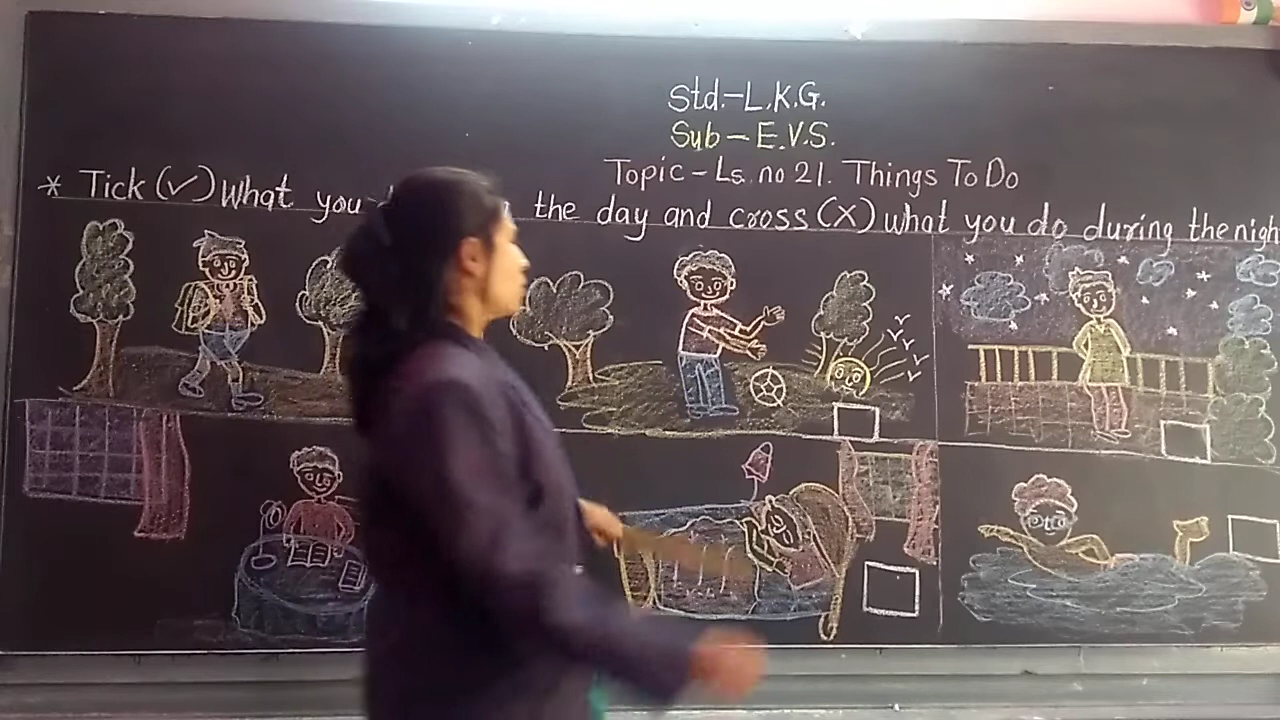 Std.-L.K.G.
Sub-E.V.S.
Topic-Ls. no 21. Things To Do
* Tick (✓) What you the day and cross (X) what you do during the nigh